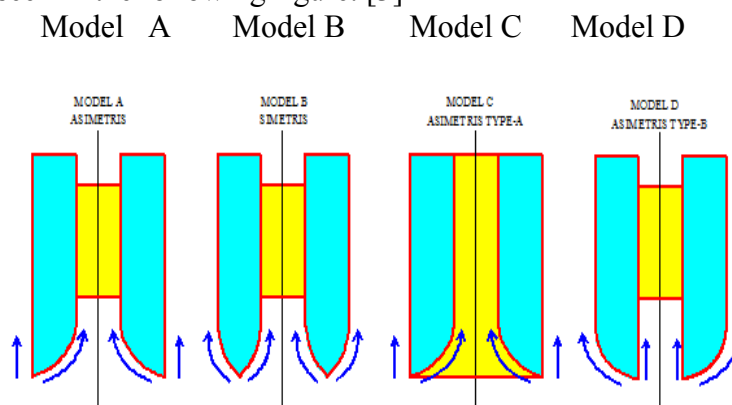 Model A Model B Model C Model D
MODEL A
ASIMETRIS
MODEL B
SIMETRIS
MODEL C
ASIMETRIS TYPE-A
MODEL D
ASIMETRIS TYPE-B